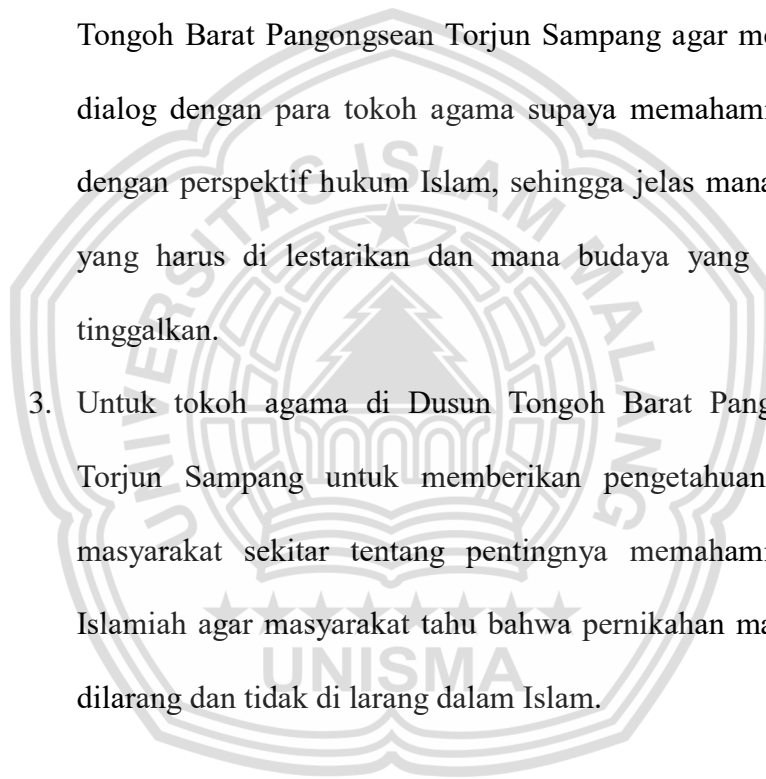 Tongoh Barat Pangongsean Torjun Sampang agar
dialog dengan para tokoh agama supaya memahami
dengan perspektif hukum Islam, sehingga jelas mana
yang harus di lestarikan dan mana budaya yang
tinggalkan.
3. Untuk tokoh agama di Dusun Tongoh Barat
Torjun Sampang untuk memberikan pengetahuan
masyarakat sekitar tentang pentingnya memahami
Islamiah agar masyarakat tahu bahwa pernikahan
dilarang dan tidak di larang dalam Islam.
UNIVERSITAS ISLAM MALANG
UNISMA